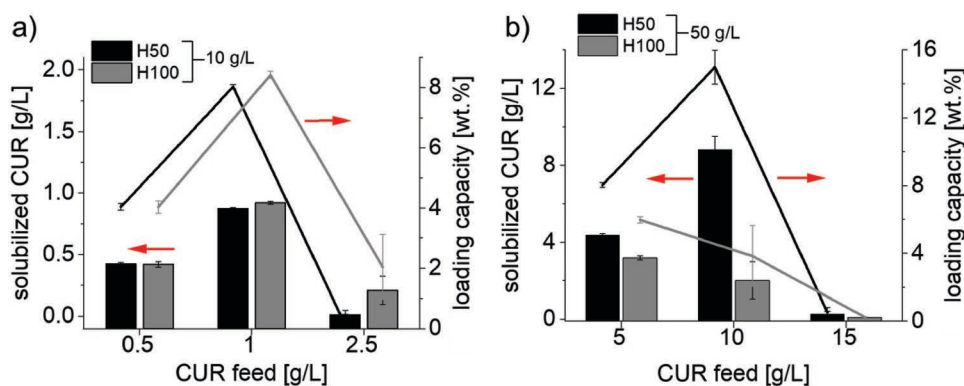 a)
H50
H100
10 g/L
solubilized CUR [g/L]
2.0
1.5
1.0
0.5
0.0
8
6
4
2
0
loading capacity [wt.%]
0.5
1
2.5
CUR feed [g/L]
b)
H50
H100
50 g/L
solubilized CUR [g/L]
12
8
4
0
16
12
8
4
0
loading capacity [wt.%]
5
10
15
CUR feed [g/L]